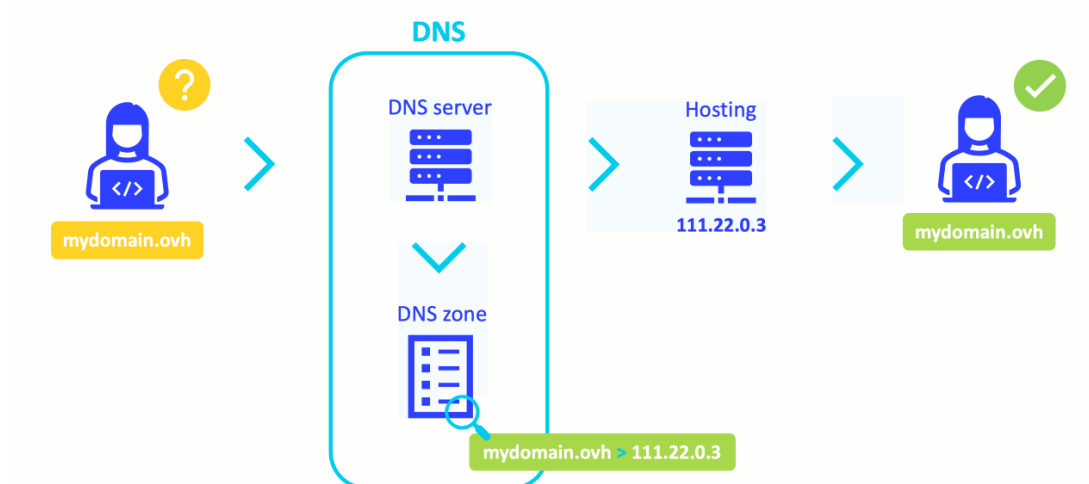 DNS
?
mydomain.ovh
</>
DNS server
DNS zone
mydomain.ovh > 111.22.0.3
Hosting
111.22.0.3
</>
mydomain.ovh